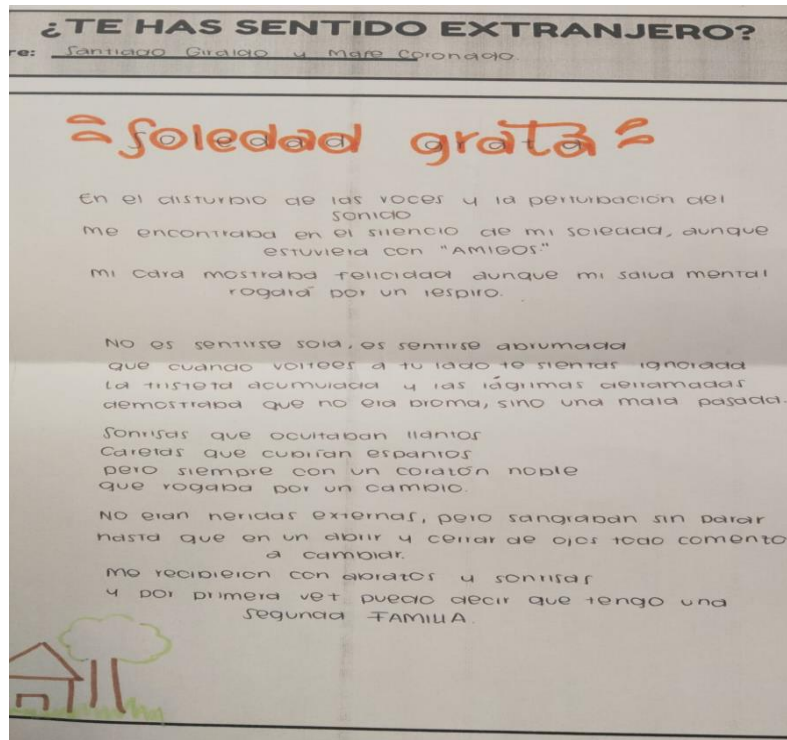 ¿TE HAS SENTIDO EXTRANJERO?
re: Santiago Giraldo y Mare Coronado.
= Soledad grata =
En el disturbio de las voces y la perturbación del
sonido
me encontraba en el silencio de mi soledad, aunque
estuviera con "AMIGOS."
Mi cara mostraba felicidad aunque mi salud mental
rogara por un respiro.
No es sentirse sola, es sentirse abrumada
que cuando voltees a tu lado te sientas ignorada
La tristeza acumulada y las lágrimas derramadas
demostraba que no era broma, sino una mala pasada.
Sonrisas que ocultaban llantos
Caretas que cubrían espantos
pero siempre con un corazón noble
que rogaba por un cambio.
No eran heridas externas, pero sangraban sin parar
hasta que en un abrir y cerrar de ojos todo comenzo
a cambiar.
Me recibieron con abrazos y sonrisas
y por primera vez puedo decir que tengo una
segunda FAMILIA.